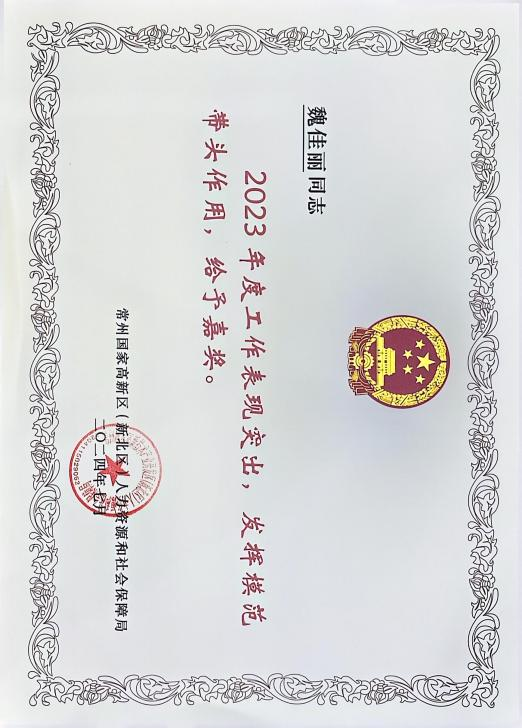 魏佳丽同志
2023年度工作表现突出，发挥模范
带头作用，给予嘉奖。
常州国家高新区（新北区）人力资源和社会保障局
二〇二四年七月